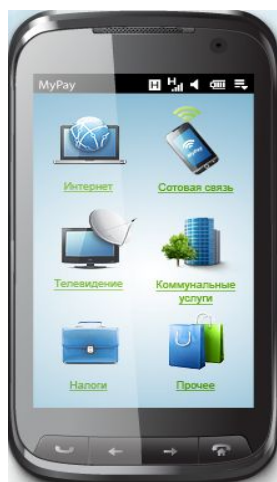 MyPay
Интернет
Сотовая связь
Телевидение
Коммунальные
услуги
Налоги
Прочее